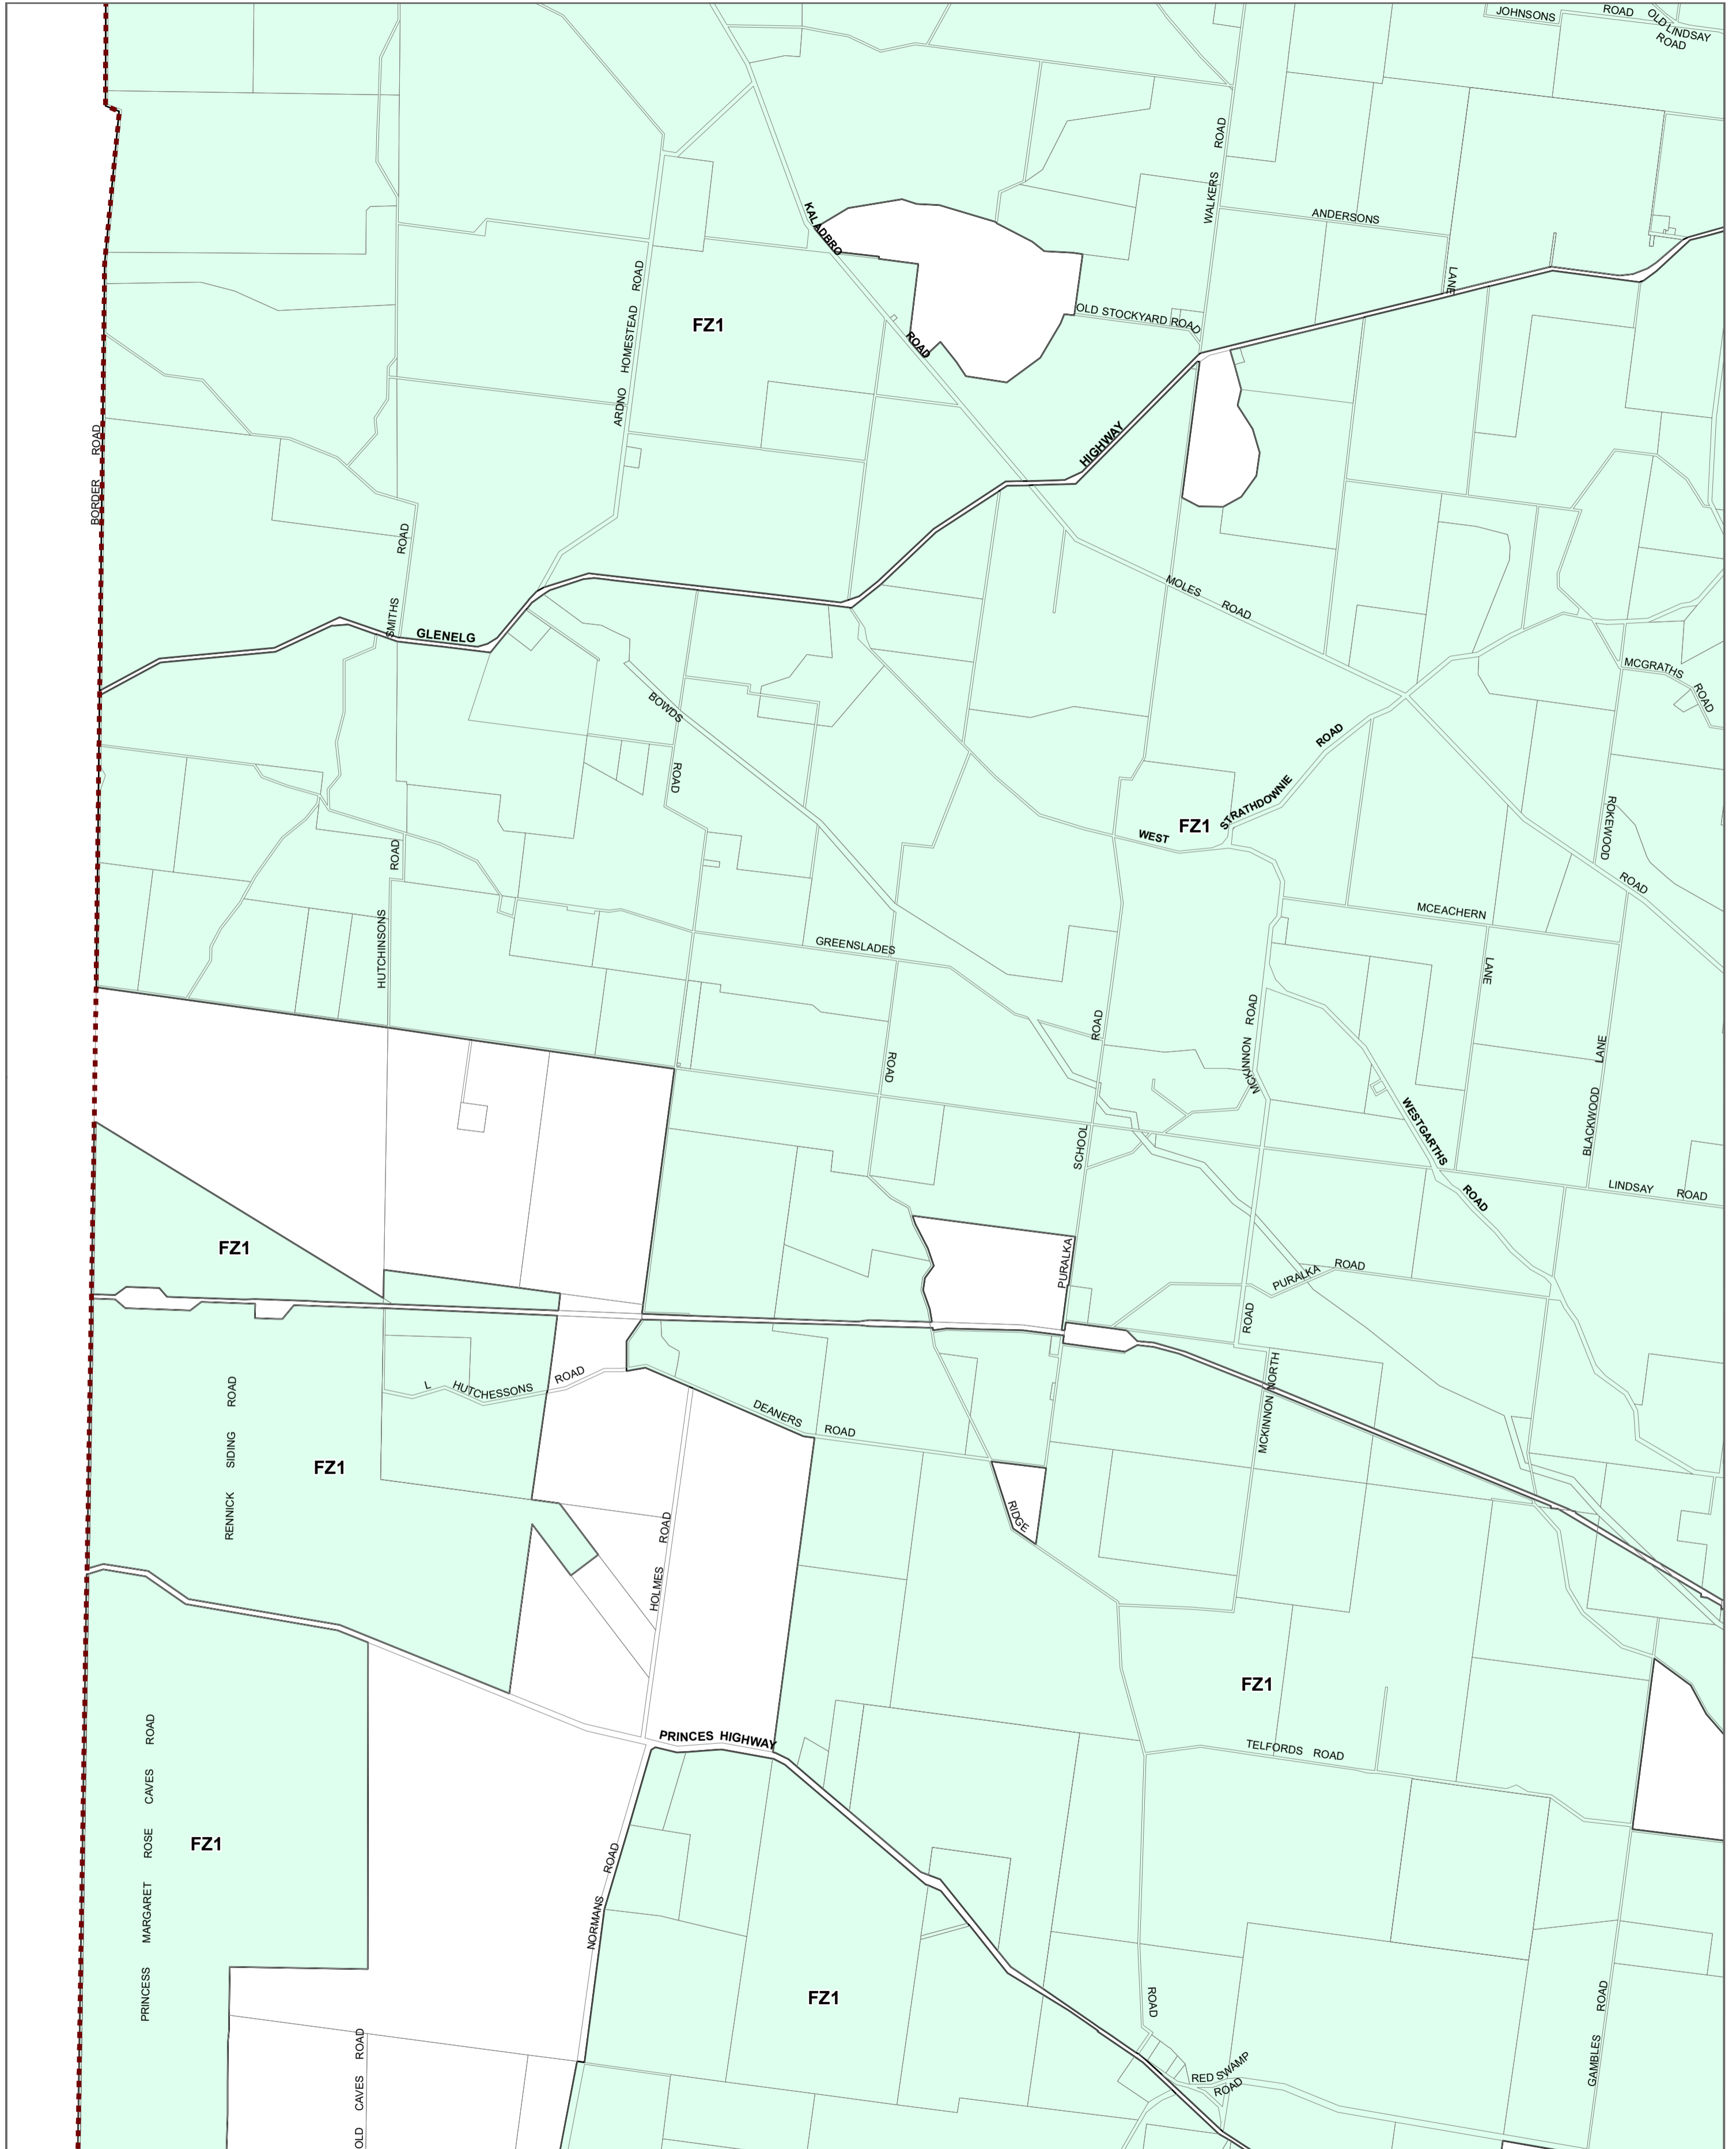 JOHNSONS ROAD
OLD LINDSAY
ROAD
WALKERS ROAD
ANDERSONS
LANE
KALADBRO
ROAD
ARDNO HOMESTEAD ROAD
FZ1
OLD STOCKYARD ROAD
HIGHWAY
BORDER ROAD
SMITHS ROAD
GLENELG
MOLES ROAD
MCGRATHS
ROAD
BOWDS
ROAD
WEST
STRATHDOWNIE
ROAD
FZ1
ROKEWOOD
ROAD
HUTCHINSONS ROAD
MCEACHERN
LANE
GREENSLADES
ROAD
SCHOOL ROAD
MCKINNON ROAD
BLACKWOOD LANE
WESTGARTHS
ROAD
LINDSAY ROAD
FZ1
PURALKA
PURALKA ROAD
ROAD
MCKINNON NORTH
L HUTCHESSONS ROAD
RENNICK SIDING ROAD
FZ1
DEANERS ROAD
RIDGE
HOLMES ROAD
FZ1
PRINCES HIGHWAY
TELFORDS ROAD
PRINCESS MARGARET ROSE CAVES ROAD
FZ1
NORMANS ROAD
FZ1
ROAD
OLD CAVES ROAD
RED SWAMP
ROAD
GAMBLES ROAD